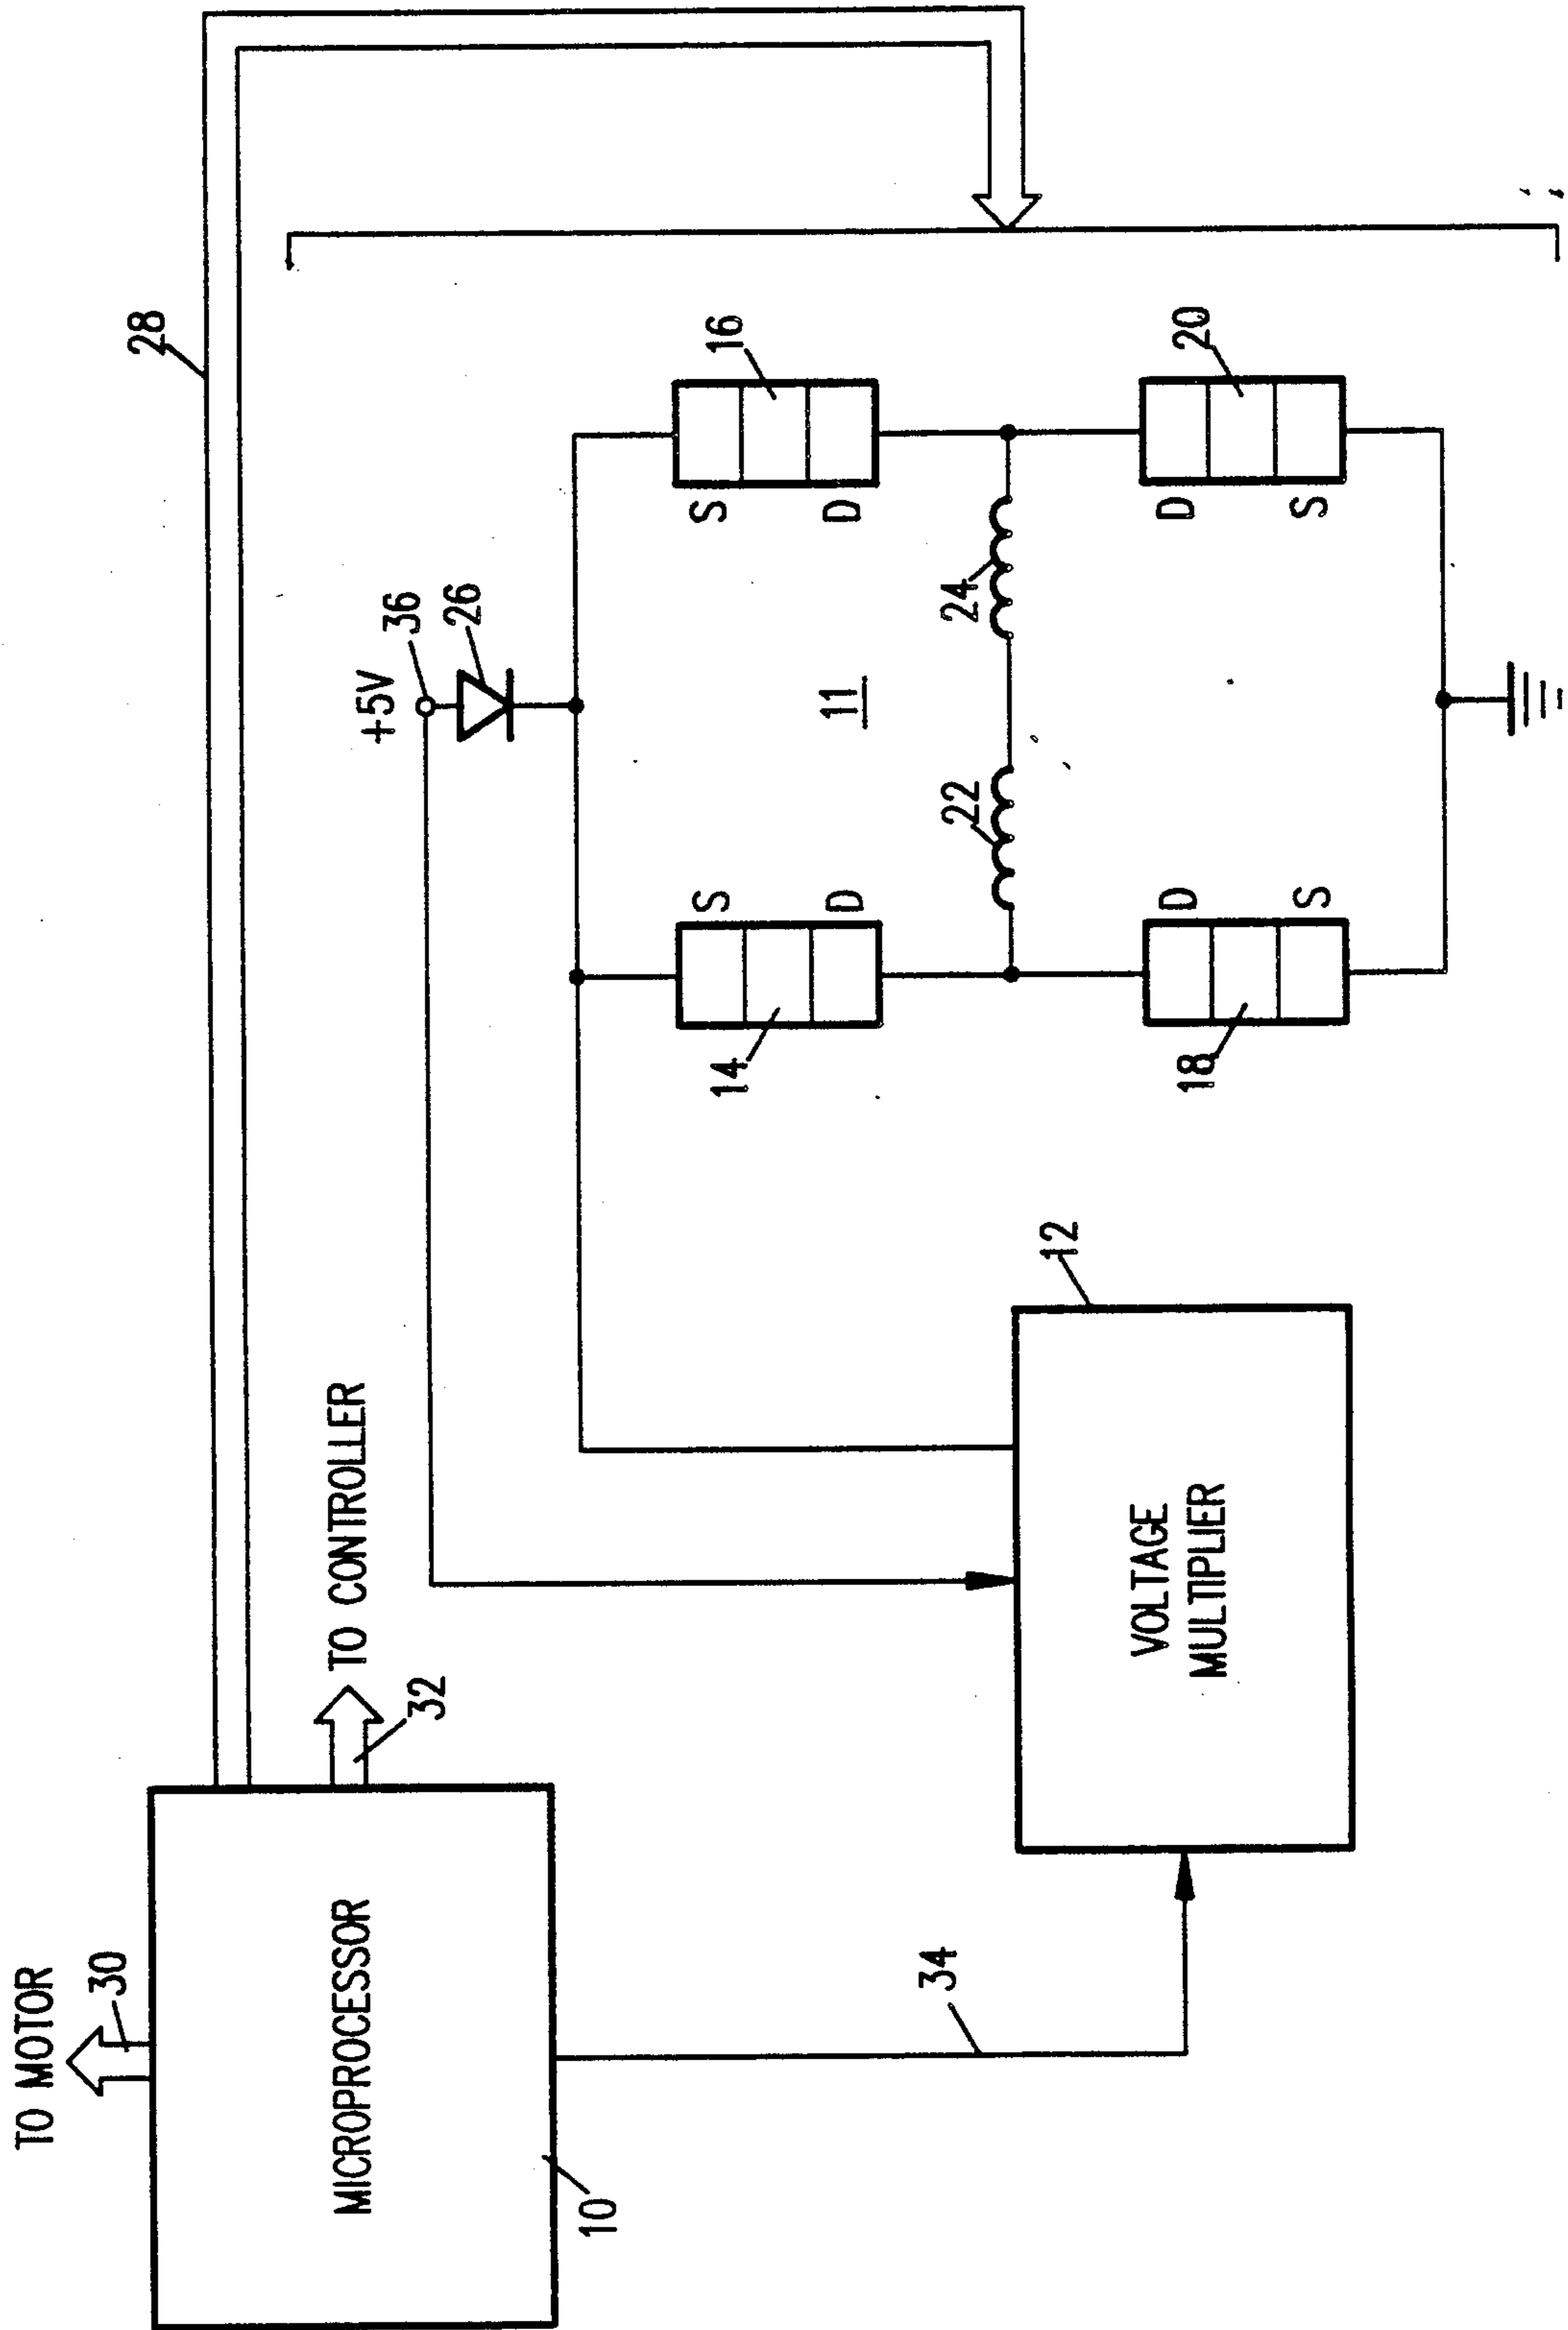 TO MOTOR
30
MICROPROCESSOR
10
32
TO CONTROLLER
34
28
+5V
36
26
VOLTAGE
MULTIPLIER
12
14
S
D
16
S
D
11
22
24
18
D
S
20
D
S